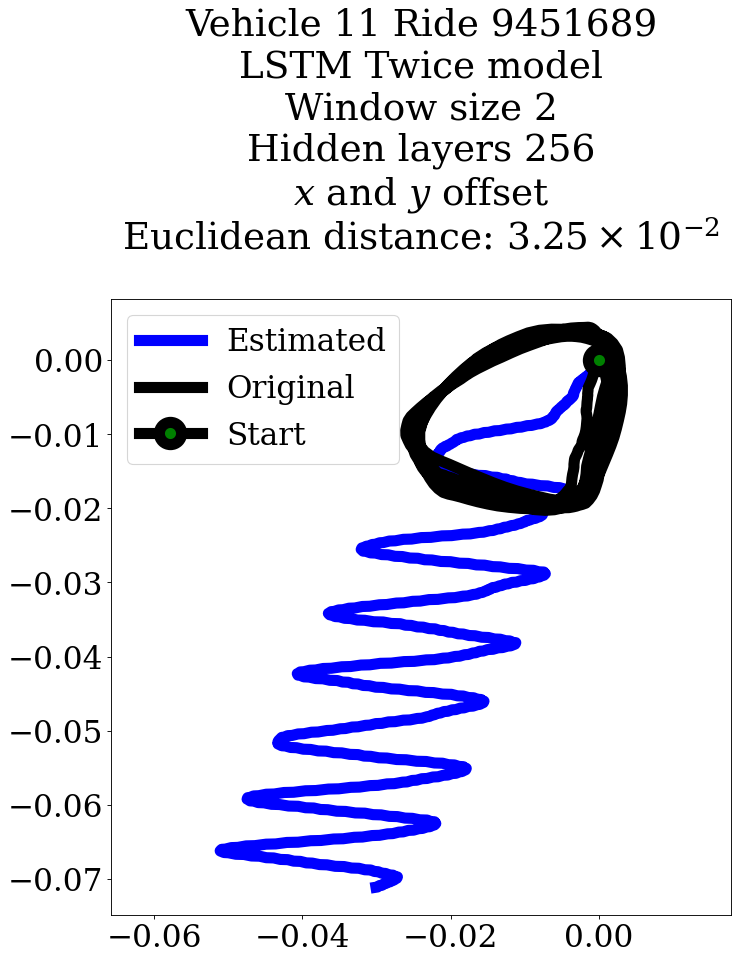 Vehicle 11 Ride 9451689
LSTM Twice model
Window size 2
Hidden layers 256
x and y offset
Euclidean distance: 3.25 × 10⁻²
Estimated
Original
Start
0.00
−0.01
−0.02
−0.03
−0.04
−0.05
−0.06
−0.07
−0.06 −0.04 −0.02 0.00